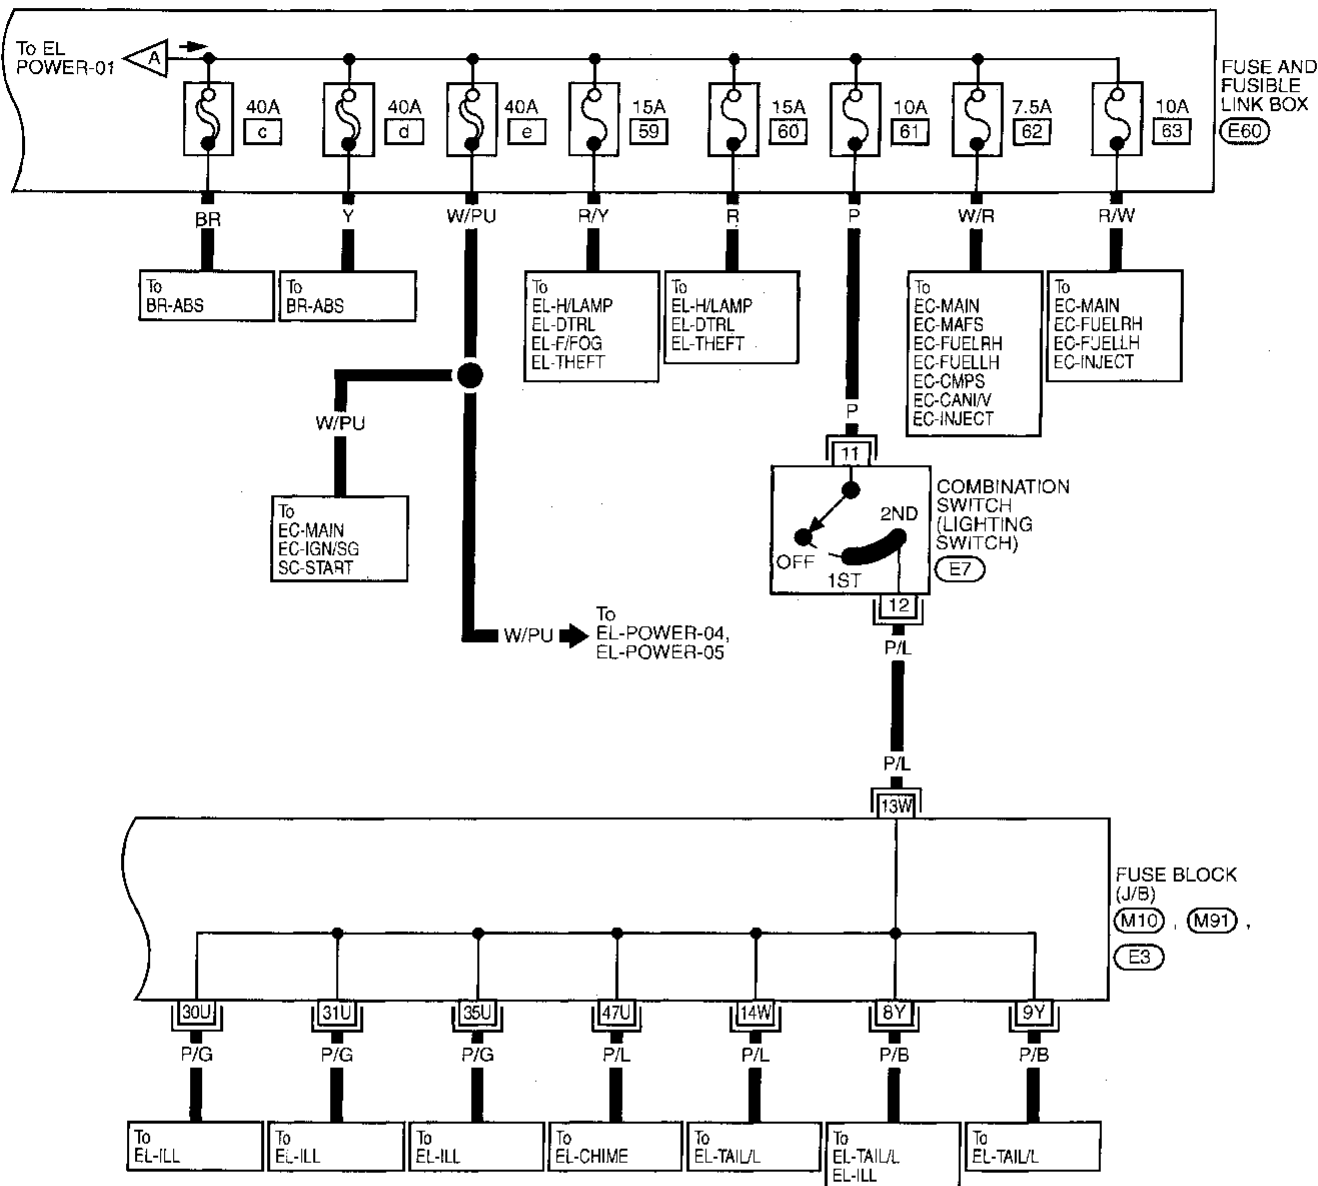 To EL
POWER-01
A
40A
c
40A
d
40A
e
15A
59
15A
60
10A
61
7.5A
62
10A
63
FUSE AND
FUSIBLE
LINK BOX
E60
BR
Y
W/PU
R/Y
R
P
W/R
R/W
To
BR-ABS
To
BR-ABS
To
EL-H/LAMP
EL-DTRL
EL-F/FOG
EL-THEFT
To
EL-H/LAMP
EL-DTRL
EL-THEFT
To
EC-MAIN
EC-MAFS
EC-FUELRH
EC-FUELLH
EC-CMPS
EC-CANI/V
EC-INJECT
To
EC-MAIN
EC-FUELRH
EC-FUELLH
EC-INJECT
W/PU
P
11
To
EC-MAIN
EC-IGN/SG
SC-START
COMBINATION
SWITCH
(LIGHTING
SWITCH)
E7
2ND
OFF
1ST
12
W/PU
To
EL-POWER-04,
EL-POWER-05
P/L
P/L
13W
FUSE BLOCK
(J/B)
M10 , M91 ,
E3
30U
31U
35U
47U
14W
8Y
9Y
P/G
P/G
P/G
P/L
P/L
P/B
P/B
To
EL-ILL
To
EL-ILL
To
EL-ILL
To
EL-CHIME
To
EL-TAIL/L
To
EL-TAIL/L
EL-ILL
To
EL-TAIL/L